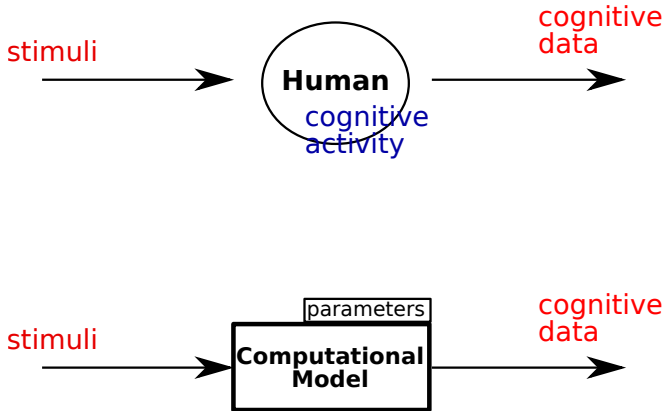 stimuli
Human
cognitive
activity
cognitive
data
stimuli
parameters
Computational
Model
cognitive
data